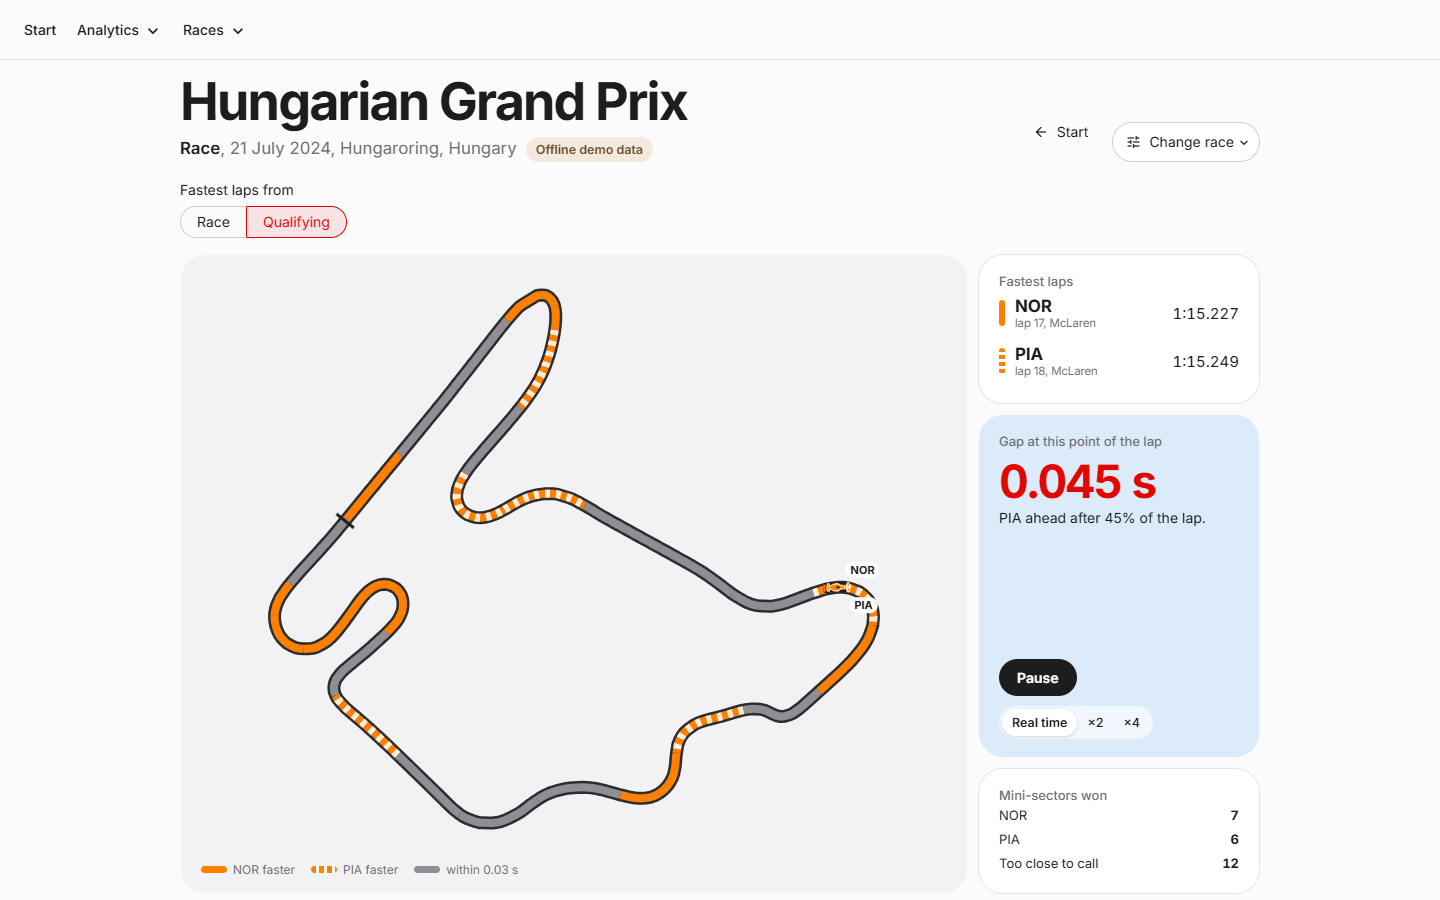 Start Analytics Races
Hungarian Grand Prix
Race, 21 July 2024, Hungaroring, Hungary Offline demo data
Start Change race
Fastest laps from
Race Qualifying
NOR
PIA
NOR faster PIA faster within 0.03 s
Fastest laps
NOR 1:15.227
lap 17, McLaren
PIA 1:15.249
lap 18, McLaren
Gap at this point of the lap
0.045 s
PIA ahead after 45% of the lap.
Pause
Real time ×2 ×4
Mini-sectors won
NOR 7
PIA 6
Too close to call 12